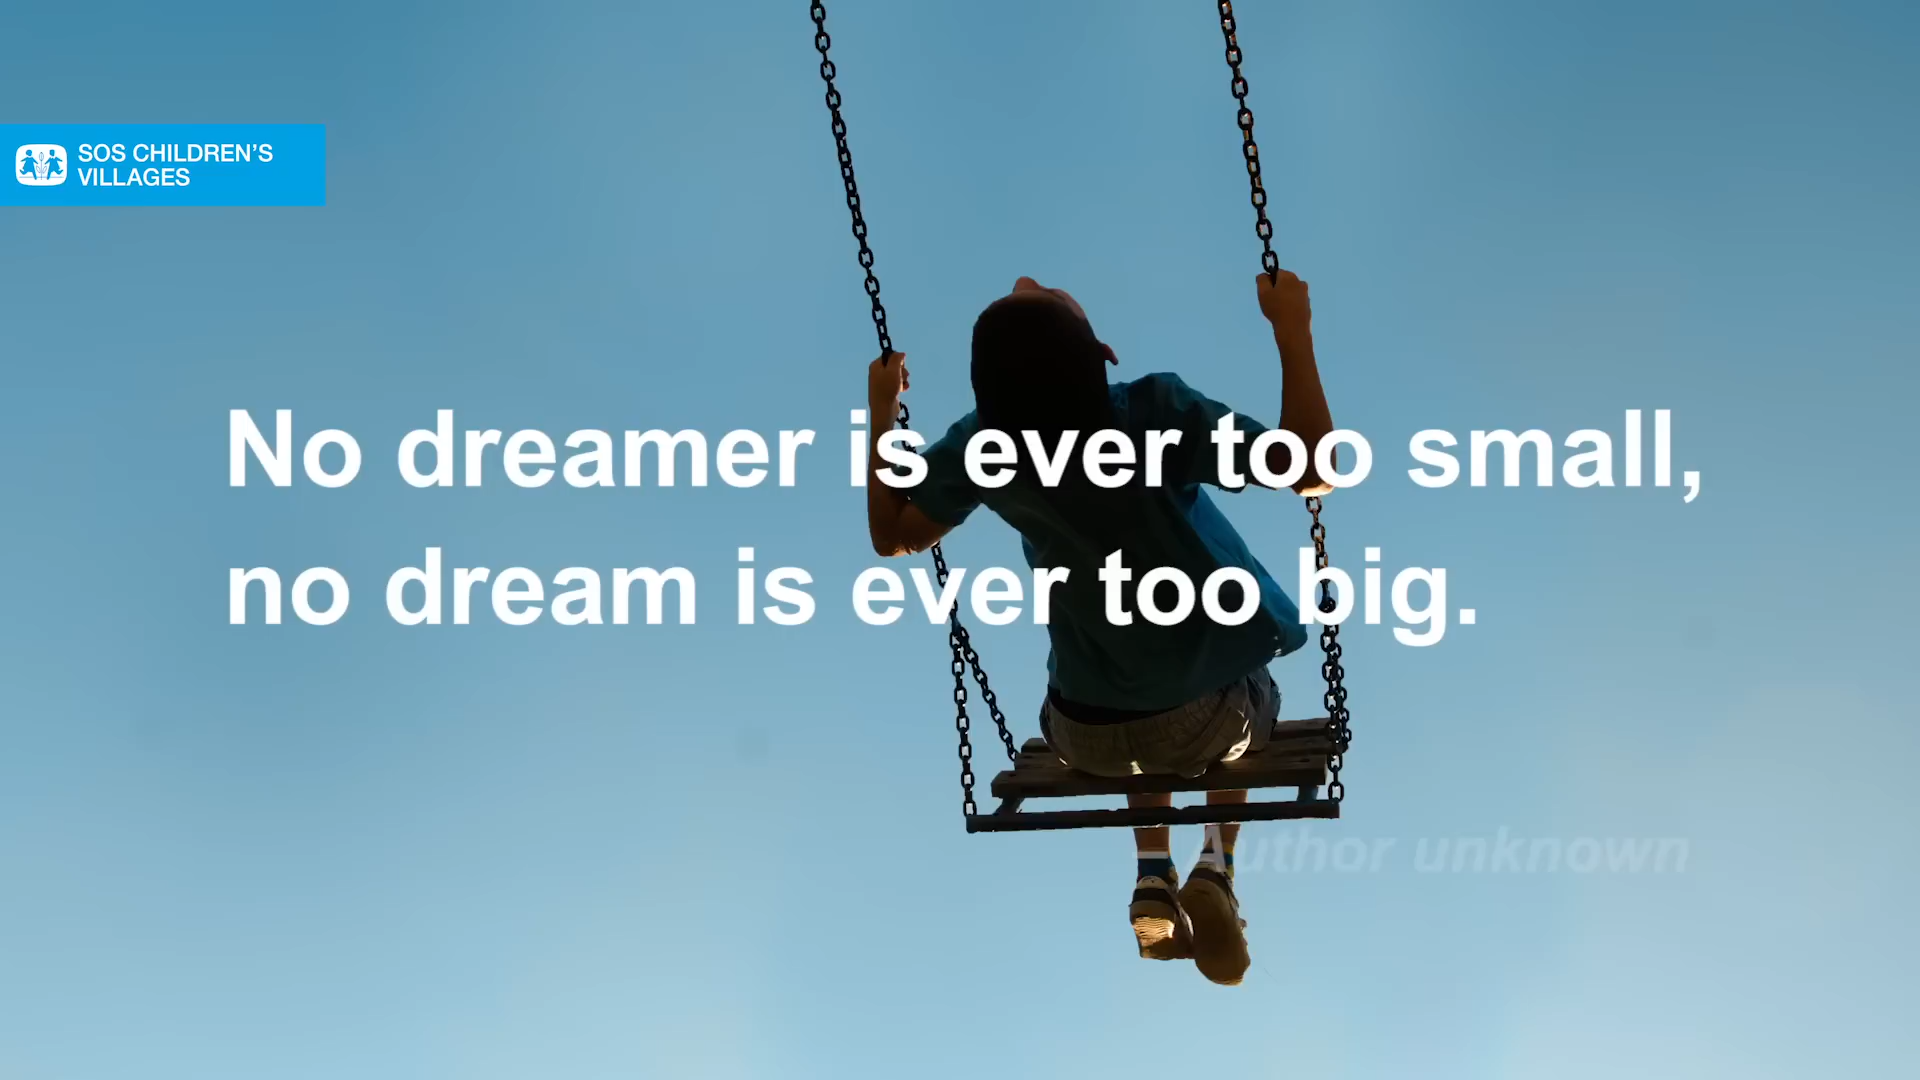 SOS CHILDREN'S
VILLAGES
No dreamer is ever too small,
no dream is ever too big.
- Author unknown